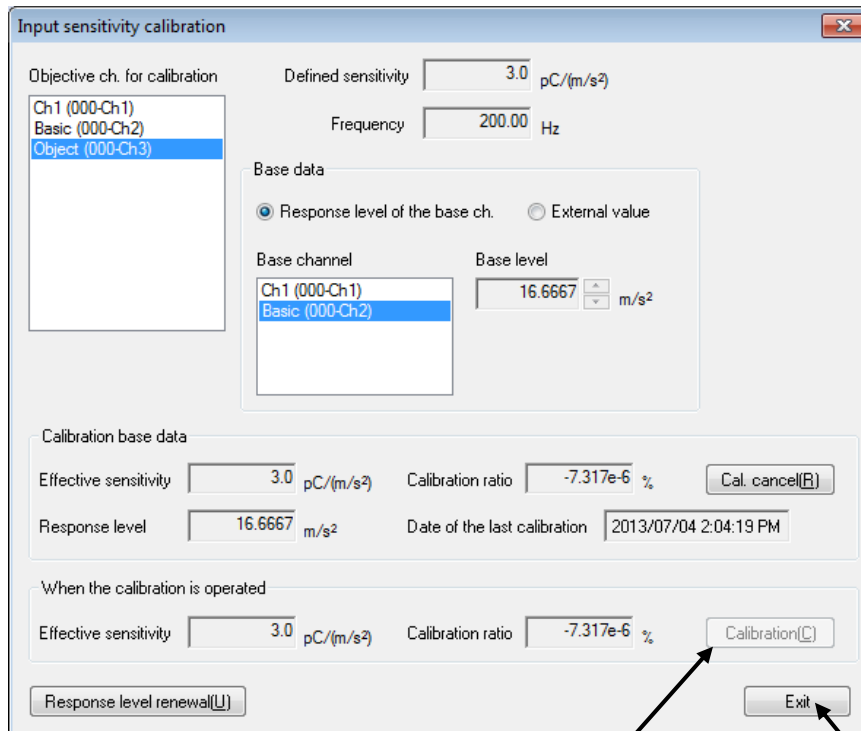 Input sensitivity calibration
Objective ch. for calibration
Ch1 (000-Ch1)
Basic (000-Ch2)
Object (000-Ch3)
Defined sensitivity 3.0 pC/(m/s²)
Frequency 200.00 Hz
Base data
Response level of the base ch. External value
Base channel
Ch1 (000-Ch1)
Basic (000-Ch2)
Base level
16.6667 m/s²
Calibration base data
Effective sensitivity 3.0 pC/(m/s²) Calibration ratio -7.317e-6 % Cal. cancel(R)
Response level 16.6667 m/s² Date of the last calibration 2013/07/04 2:04:19 PM
When the calibration is operated
Effective sensitivity 3.0 pC/(m/s²) Calibration ratio -7.317e-6 % Calibration(C)
Response level renewal(U) Exit